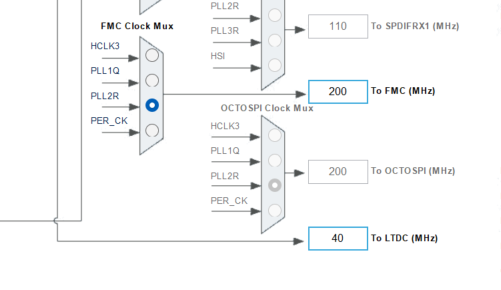 PLL2R
FMC Clock Mux
PLL3R
110
To SPDIFRX1 (MHz)
HCLK3
HSI
PLL1Q
PLL2R
200
To FMC (MHz)
OCTOSPI Clock Mux
PER_CK
HCLK3
PLL1Q
PLL2R
200
To OCTOSPI (MHz)
PER_CK
40
To LTDC (MHz)